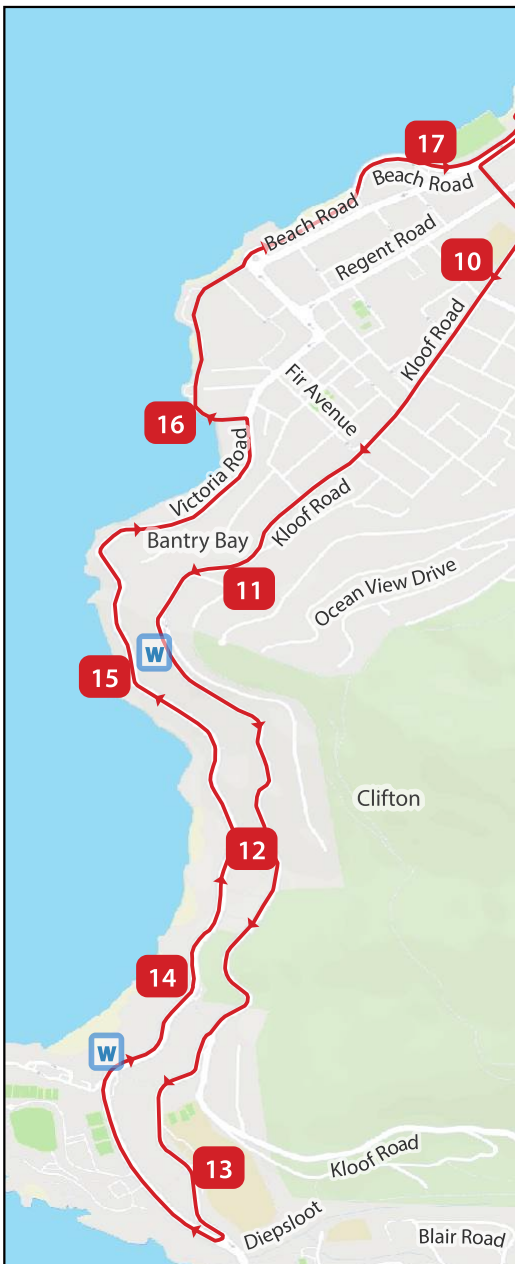 17
Beach Road
Beach Road
Regent Road
10
Kloof Road
Fir Avenue
16
Victoria Road
Kloof Road
Bantry Bay
11
Ocean View Drive
W
15
Clifton
12
14
W
13
Kloof Road
Diepsloot
Blair Road